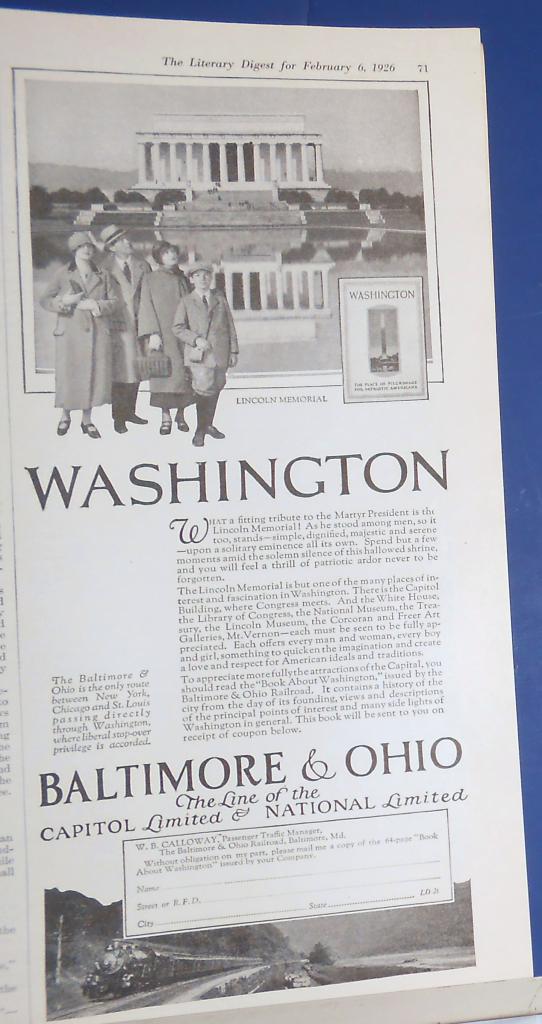 The Literary Digest for February 6, 1926 71
WASHINGTON
THE PLACE OF PILGRIMAGE
FOR PATRIOTIC AMERICANS
LINCOLN MEMORIAL
WASHINGTON
WHAT a fitting tribute to the Martyr President is the
Lincoln Memorial! As he stood among men, so it
too, stands—simple, dignified, majestic and serene
—upon a solitary eminence all its own. Spend but a few
moments amid the solemn silence of this hallowed shrine,
and you will feel a thrill of patriotic ardor never to be
forgotten.
The Lincoln Memorial is but one of the many places of in-
terest and fascination in Washington. There is the Capitol
Building, where Congress meets. And the White House,
the Library of Congress, the National Museum, the Trea-
sury, the Lincoln Museum, the Corcoran and Freer Art
Galleries, Mt. Vernon—each must be seen to be fully ap-
preciated. Each offers every man and woman, every boy
and girl, something to quicken the imagination and create
a love and respect for American ideals and traditions.
To appreciate more fully the attractions of the Capital, you
should read the "Book About Washington," issued by the
Baltimore & Ohio Railroad. It contains a history of the
city from the day of its founding, views and descriptions
of the principal points of interest and many side lights of
Washington in general. This book will be sent to you on
receipt of coupon below.
The Baltimore &
Ohio is the only route
between New York,
Chicago and St. Louis
passing directly
through Washington,
where liberal stop-over
privilege is accorded.
BALTIMORE & OHIO
The Line of the
CAPITOL Limited & NATIONAL Limited
W. B. CALLOWAY, Passenger Traffic Manager,
The Baltimore & Ohio Railroad, Baltimore, Md.
Without obligation on my part, please mail me a copy of the 64-page "Book
About Washington" issued by your Company.
Name
Street or R. F. D.
City State LD-21